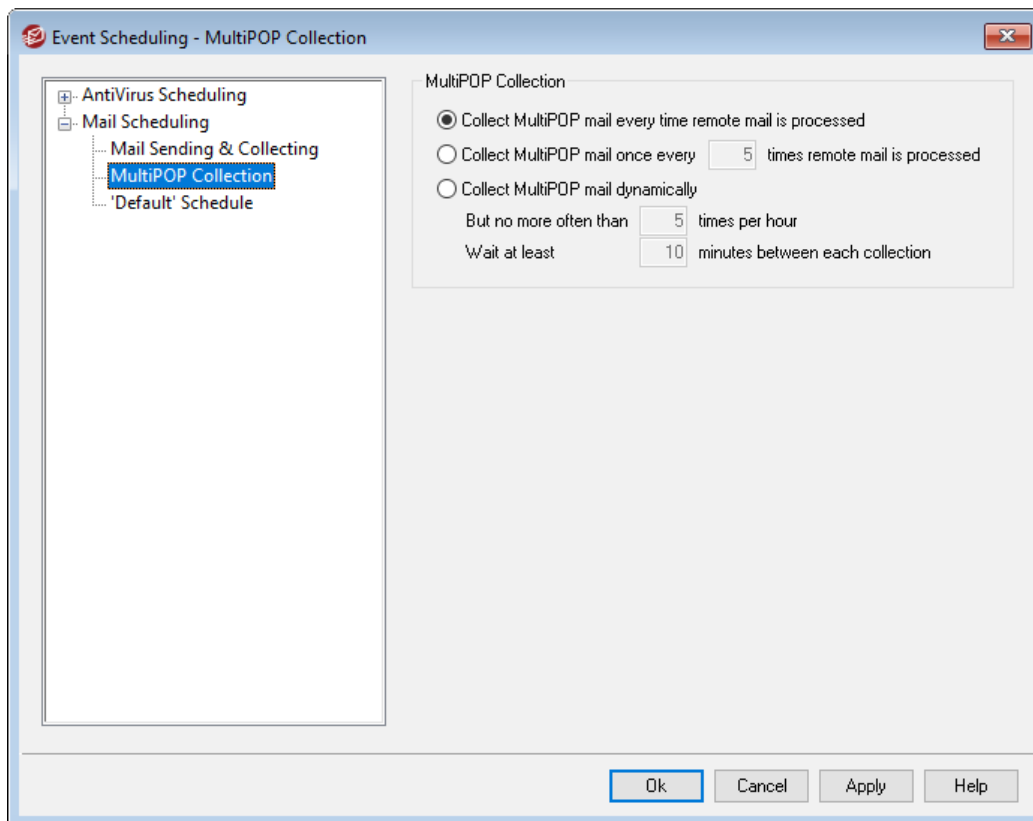 Event Scheduling - MultiPOP Collection
AntiVirus Scheduling
Mail Scheduling
Mail Sending & Collecting
MultiPOP Collection
'Default' Schedule
MultiPOP Collection
Collect MultiPOP mail every time remote mail is processed
Collect MultiPOP mail once every 5 times remote mail is processed
Collect MultiPOP mail dynamically
But no more often than 5 times per hour
Wait at least 10 minutes between each collection
Ok Cancel Apply Help